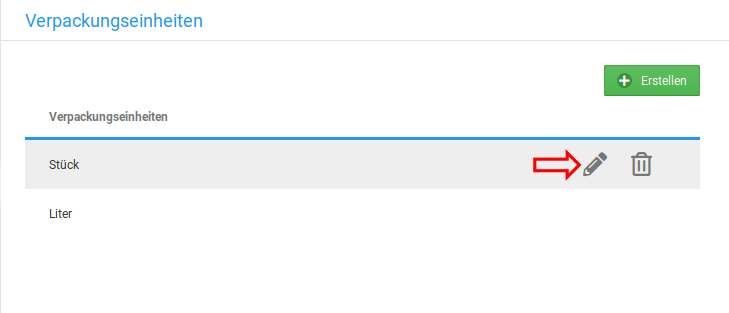 Verpackungseinheiten
Erstellen
Verpackungseinheiten
Stück
Liter